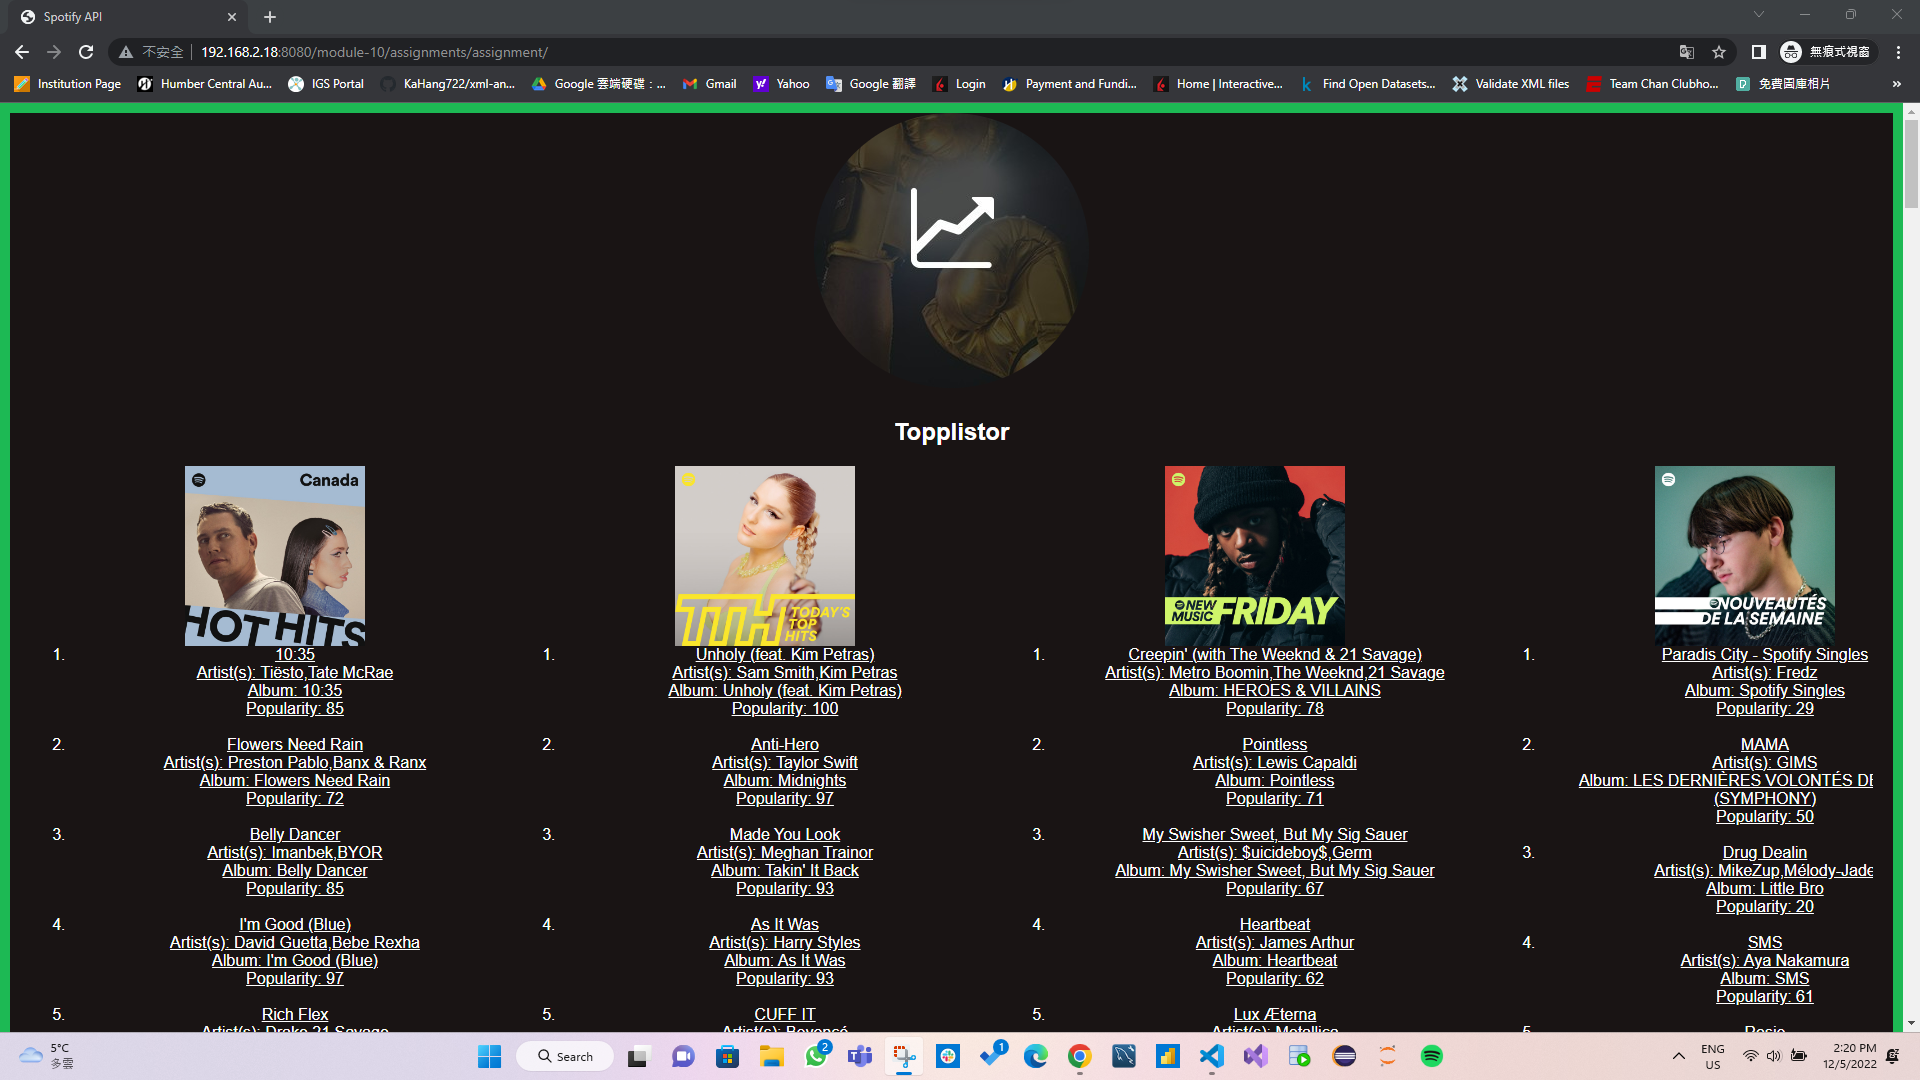 Spotify API
不安全
192.168.2.18:8080/module-10/assignments/assignment/
無痕式視窗
Institution Page
Humber Central Au...
IGS Portal
KaHang722/xml-an...
Google 雲端硬碟：...
Gmail
Yahoo
Google 翻譯
Login
Payment and Fundi...
Home | Interactive...
Find Open Datasets...
Validate XML files
Team Chan Clubho...
免費圖庫相片
»
Topplistor
Canada
HOT HITS
1. 10:35
Artist(s): Tiësto,Tate McRae
Album: 10:35
Popularity: 85
2. Flowers Need Rain
Artist(s): Preston Pablo,Banx & Ranx
Album: Flowers Need Rain
Popularity: 72
3. Belly Dancer
Artist(s): Imanbek,BYOR
Album: Belly Dancer
Popularity: 85
4. I'm Good (Blue)
Artist(s): David Guetta,Bebe Rexha
Album: I'm Good (Blue)
Popularity: 97
5. Rich Flex
Artist(s): Drake,21 Savage
TTH
TODAY'S
TOP
HITS
1. Unholy (feat. Kim Petras)
Artist(s): Sam Smith,Kim Petras
Album: Unholy (feat. Kim Petras)
Popularity: 100
2. Anti-Hero
Artist(s): Taylor Swift
Album: Midnights
Popularity: 97
3. Made You Look
Artist(s): Meghan Trainor
Album: Takin' It Back
Popularity: 93
4. As It Was
Artist(s): Harry Styles
Album: As It Was
Popularity: 93
5. CUFF IT
Artist(s): Beyoncé
NEW
MUSIC
FRIDAY
1. Creepin' (with The Weeknd & 21 Savage)
Artist(s): Metro Boomin,The Weeknd,21 Savage
Album: HEROES & VILLAINS
Popularity: 78
2. Pointless
Artist(s): Lewis Capaldi
Album: Pointless
Popularity: 71
3. My Swisher Sweet, But My Sig Sauer
Artist(s): $uicideboy$,Germ
Album: My Swisher Sweet, But My Sig Sauer
Popularity: 67
4. Heartbeat
Artist(s): James Arthur
Album: Heartbeat
Popularity: 62
5. Lux Æterna
Artist(s): Metallica
NOUVEAUTÉS
DE LA SEMAINE
1. Paradis City - Spotify Singles
Artist(s): Fredz
Album: Spotify Singles
Popularity: 29
2. MAMA
Artist(s): GIMS
Album: LES DERNIÈRES VOLONTÉS DE
(SYMPHONY)
Popularity: 50
3. Drug Dealin
Artist(s): MikeZup,Mélody-Jade
Album: Little Bro
Popularity: 20
4. SMS
Artist(s): Aya Nakamura
Album: SMS
Popularity: 61
5. Rosie
5°C
多雲
Search
2
1
ENG
US
2:20 PM
12/5/2022